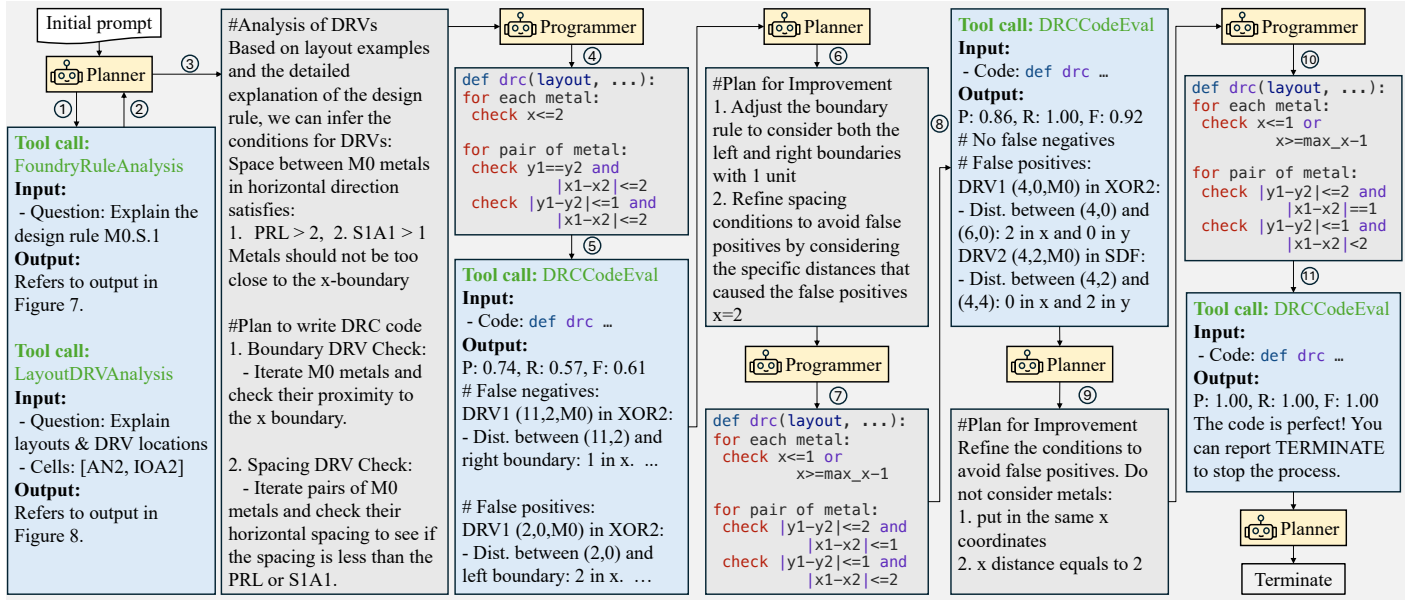 Initial prompt
Planner
①
②
③
Tool call:
FoundryRuleAnalysis
Input:
- Question: Explain the
design rule M0.S.1
Output:
Refers to output in
Figure 7.
Tool call:
LayoutDRVAnalysis
Input:
- Question: Explain
layouts & DRV locations
- Cells: [AN2, IOA2]
Output:
Refers to output in
Figure 8.
#Analysis of DRVs
Based on layout examples
and the detailed
explanation of the design
rule, we can infer the
conditions for DRVs:
Space between M0 metals
in horizontal direction
satisfies:
1. PRL > 2, 2. S1A1 > 1
Metals should not be too
close to the x-boundary
#Plan to write DRC code
1. Boundary DRV Check:
- Iterate M0 metals and
check their proximity to
the x boundary.
2. Spacing DRV Check:
- Iterate pairs of M0
metals and check their
horizontal spacing to see if
the spacing is less than the
PRL or S1A1.
Programmer
④
def drc(layout, ...):
for each metal:
check x<=2
for pair of metal:
check y1==y2 and
|x1-x2|<=2
check |y1-y2|<=1 and
|x1-x2|<=2
⑤
Tool call: DRCCodeEval
Input:
- Code: def drc …
Output:
P: 0.74, R: 0.57, F: 0.61
# False negatives:
DRV1 (11,2,M0) in XOR2:
- Dist. between (11,2) and
right boundary: 1 in x. …
# False positives:
DRV1 (2,0,M0) in XOR2:
- Dist. between (2,0) and
left boundary: 2 in x. …
Planner
⑥
#Plan for Improvement
1. Adjust the boundary
rule to consider both the
left and right boundaries
with 1 unit
2. Refine spacing
conditions to avoid false
positives by considering
the specific distances that
caused the false positives
x=2
Programmer
⑦
def drc(layout, ...):
for each metal:
check x<=1 or
x>=max_x-1
for pair of metal:
check |y1-y2|<=2 and
|x1-x2|<=1
check |y1-y2|<=1 and
|x1-x2|<=2
⑧
Tool call: DRCCodeEval
Input:
- Code: def drc …
Output:
P: 0.86, R: 1.00, F: 0.92
# No false negatives
# False positives:
DRV1 (4,0,M0) in XOR2:
- Dist. between (4,0) and
(6,0): 2 in x and 0 in y
DRV2 (4,2,M0) in SDF:
- Dist. between (4,2) and
(4,4): 0 in x and 2 in y
Planner
⑨
#Plan for Improvement
Refine the conditions to
avoid false positives. Do
not consider metals:
1. put in the same x
coordinates
2. x distance equals to 2
Programmer
⑩
def drc(layout, ...):
for each metal:
check x<=1 or
x>=max_x-1
for pair of metal:
check |y1-y2|<=2 and
|x1-x2|==1
check |y1-y2|<=1 and
|x1-x2|<2
⑪
Tool call: DRCCodeEval
Input:
- Code: def drc …
Output:
P: 1.00, R: 1.00, F: 1.00
The code is perfect! You
can report TERMINATE
to stop the process.
Planner
Terminate